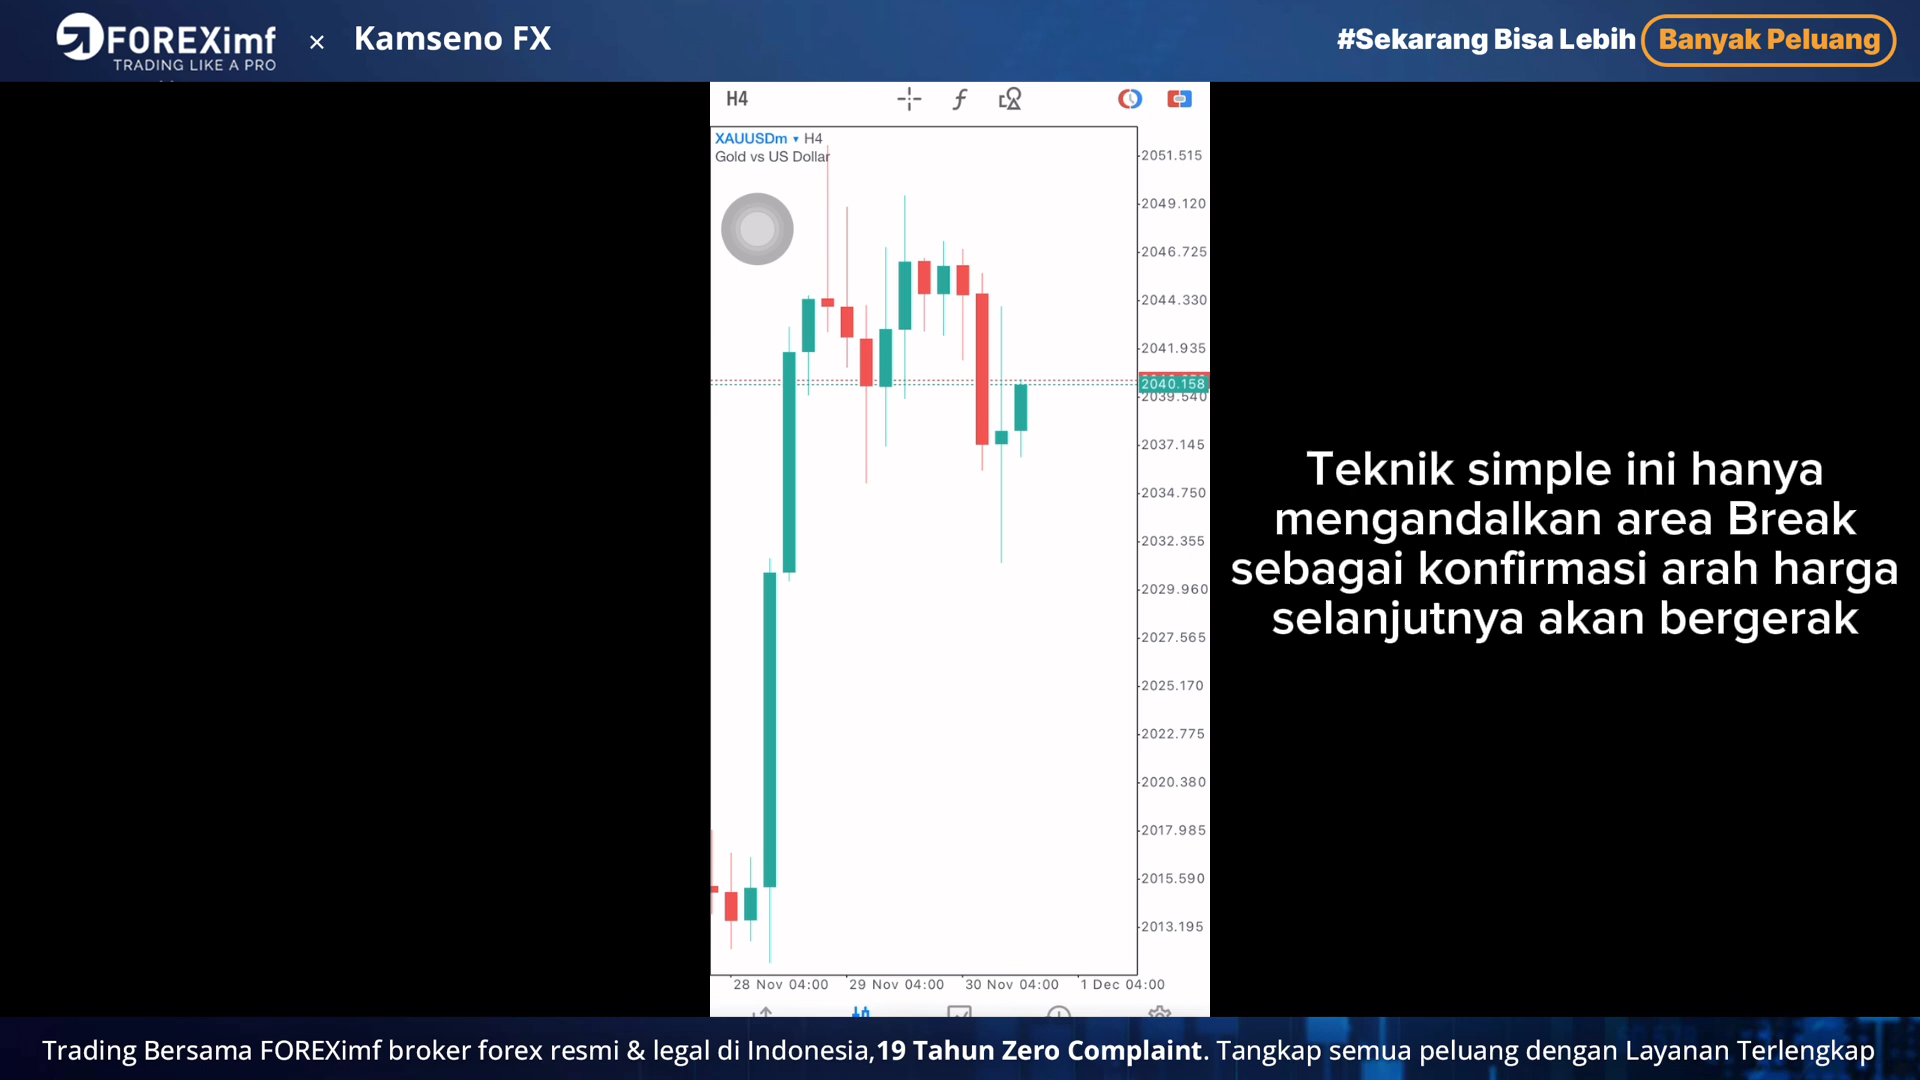 FOREXimf × Kamseno FX
TRADING LIKE A PRO
#Sekarang Bisa Lebih Banyak Peluang
H4
XAUUSDm ▾ H4
Gold vs US Dollar
2051.515
2049.120
2046.725
2044.330
2041.935
2040.158
2039.540
2037.145
2034.750
2032.355
2029.960
2027.565
2025.170
2022.775
2020.380
2017.985
2015.590
2013.195
28 Nov 04:00
29 Nov 04:00
30 Nov 04:00
1 Dec 04:00
Teknik simple ini hanya
mengandalkan area Break
sebagai konfirmasi arah harga
selanjutnya akan bergerak
Trading Bersama FOREXimf broker forex resmi & legal di Indonesia,19 Tahun Zero Complaint. Tangkap semua peluang dengan Layanan Terlengkap